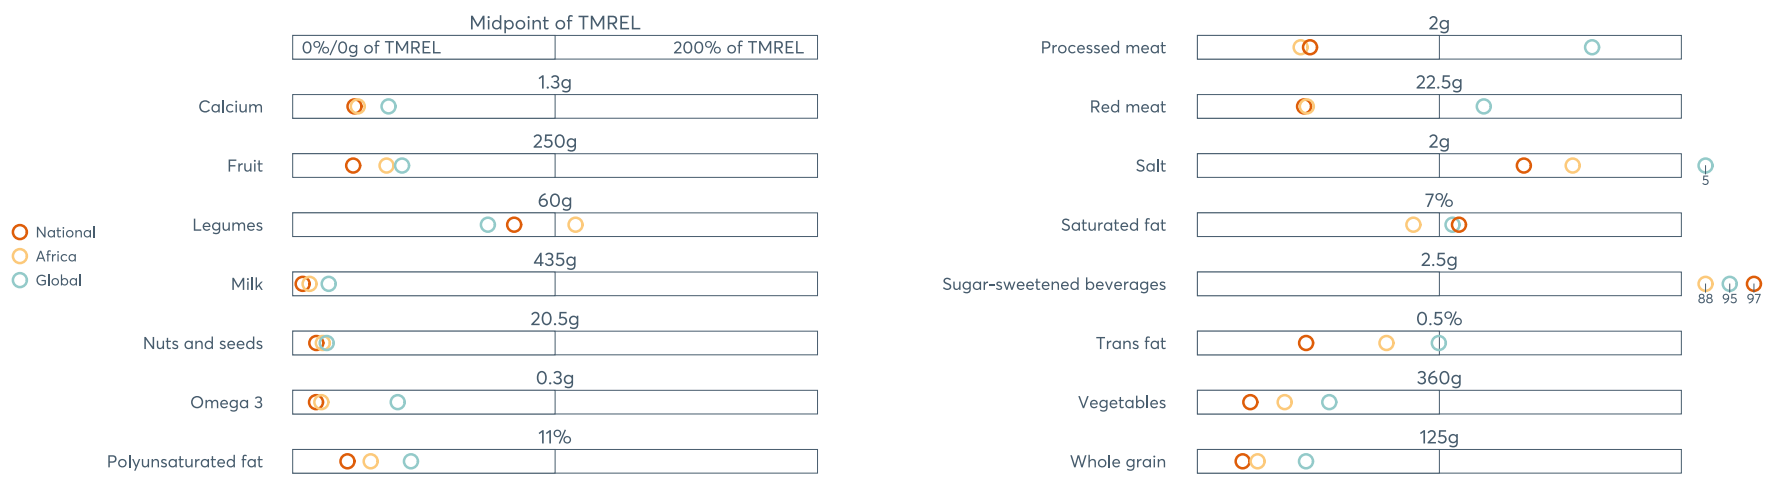 Midpoint of TMREL
0%/0g of TMREL
200% of TMREL
1.3g
Calcium
250g
Fruit
60g
Legumes
435g
Milk
20.5g
Nuts and seeds
0.3g
Omega 3
11%
Polyunsaturated fat
National
Africa
Global
2g
Processed meat
22.5g
Red meat
2g
Salt
5
7%
Saturated fat
2.5g
Sugar-sweetened beverages
88 95 97
0.5%
Trans fat
360g
Vegetables
125g
Whole grain